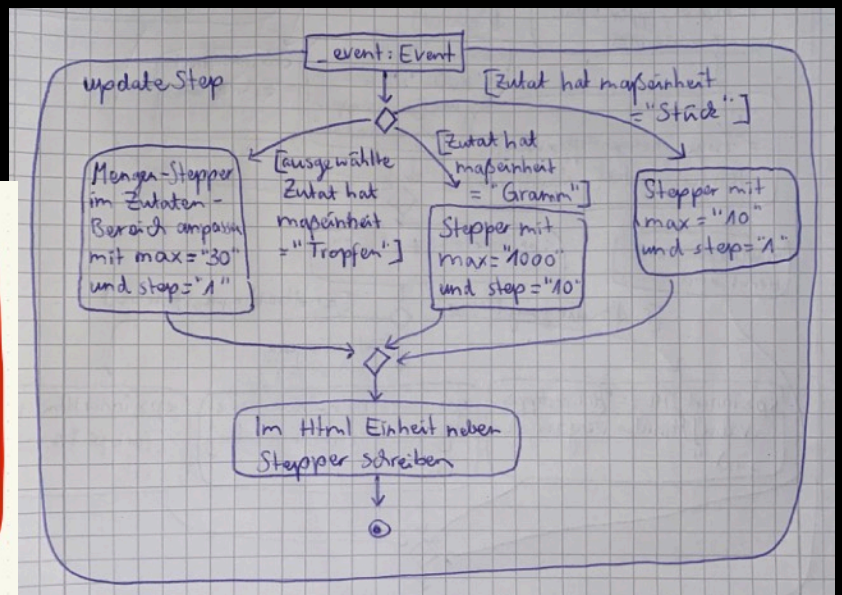 _event: Event
updateStep
[Zutat hat maßeinheit
="Stück"]
[Zutat hat
maßeinheit
= "Gramm"]
[ausgewählte
Zutat hat
maßeinheit
="Tropfen"]
Mengen-Stepper
im Zutaten-
Bereich anpassen
mit max="30"
und step="1"
Stepper mit
max="1000"
und step="10"
Stepper mit
max="10"
und step="1"
Im Html Einheit neben
Stepper schreiben